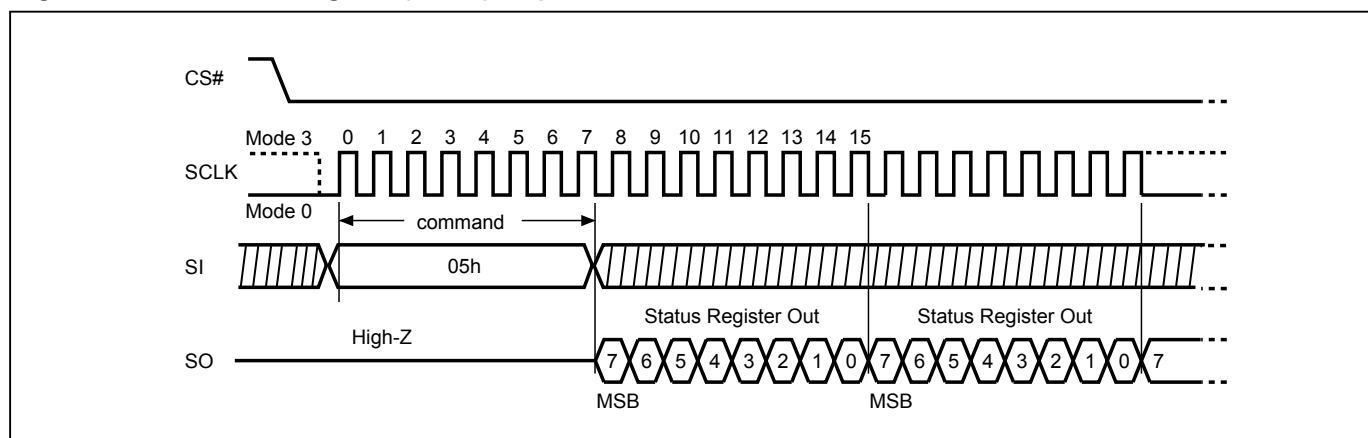 CS#
Mode 3 0 1 2 3 4 5 6 7 8 9 10 11 12 13 14 15
SCLK
Mode 0
command
SI 05h
Status Register Out Status Register Out
High-Z
SO 7 6 5 4 3 2 1 0 7 6 5 4 3 2 1 0 7
MSB MSB